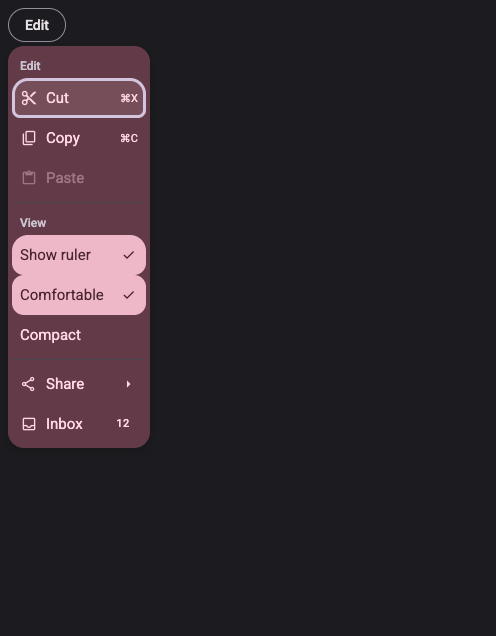 Edit
Edit
Cut ⌘X
Copy ⌘C
Paste
View
Show ruler
Comfortable
Compact
Share
Inbox 12